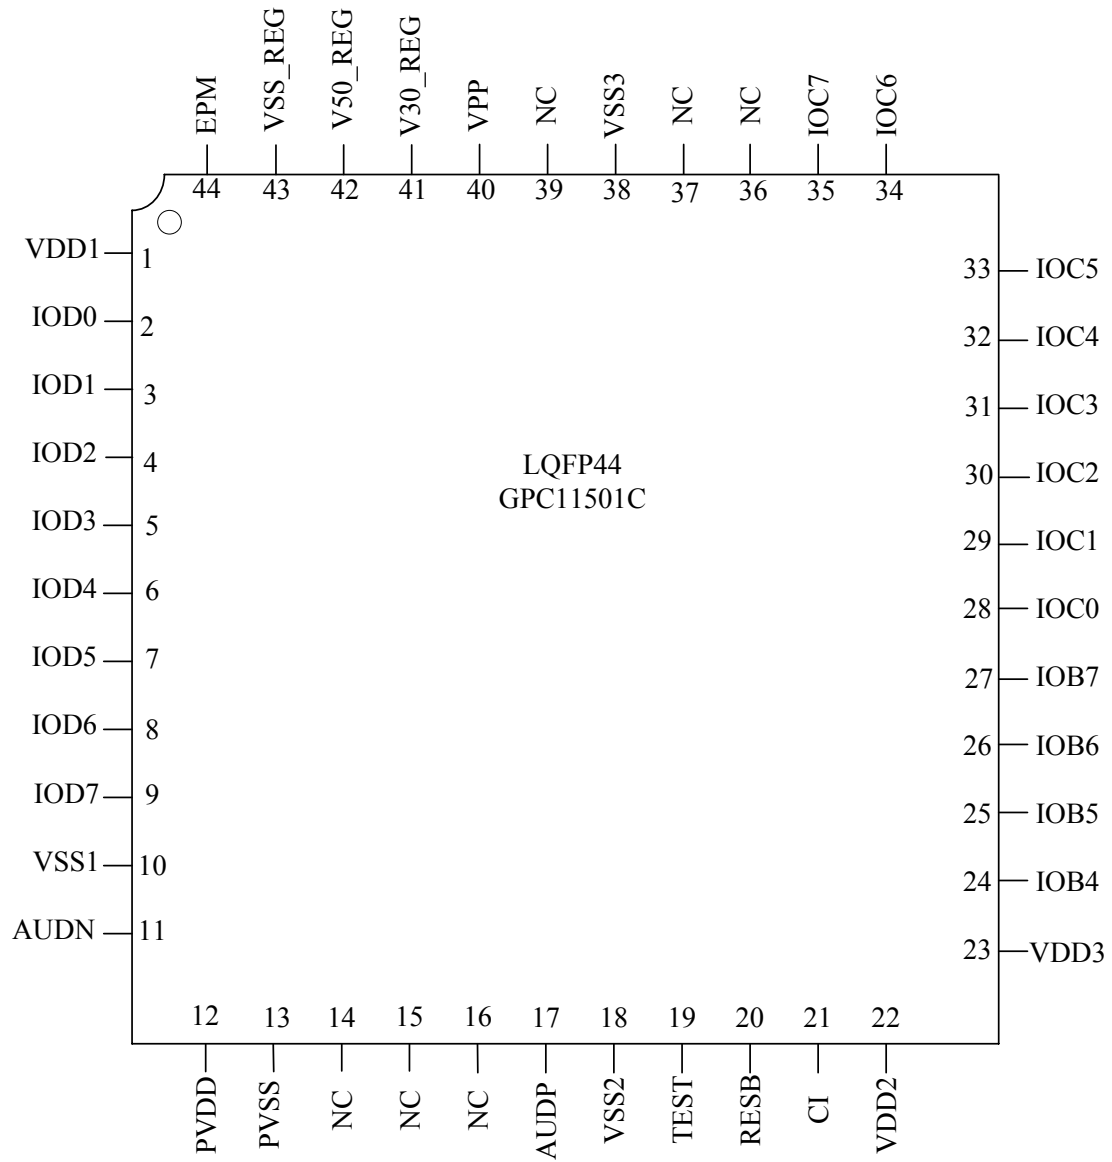 EPM
VSS_REG
V50_REG
V30_REG
VPP
NC
VSS3
NC
NC
IOC7
IOC6
44
43
42
41
40
39
38
37
36
35
34
VDD1 1
IOD0 2
IOD1 3
IOD2 4
IOD3 5
IOD4 6
IOD5 7
IOD6 8
IOD7 9
VSS1 10
AUDN 11
LQFP44
GPC11501C
33 IOC5
32 IOC4
31 IOC3
30 IOC2
29 IOC1
28 IOC0
27 IOB7
26 IOB6
25 IOB5
24 IOB4
23 VDD3
12
13
14
15
16
17
18
19
20
21
22
PVDD
PVSS
NC
NC
NC
AUDP
VSS2
TEST
RESB
CI
VDD2